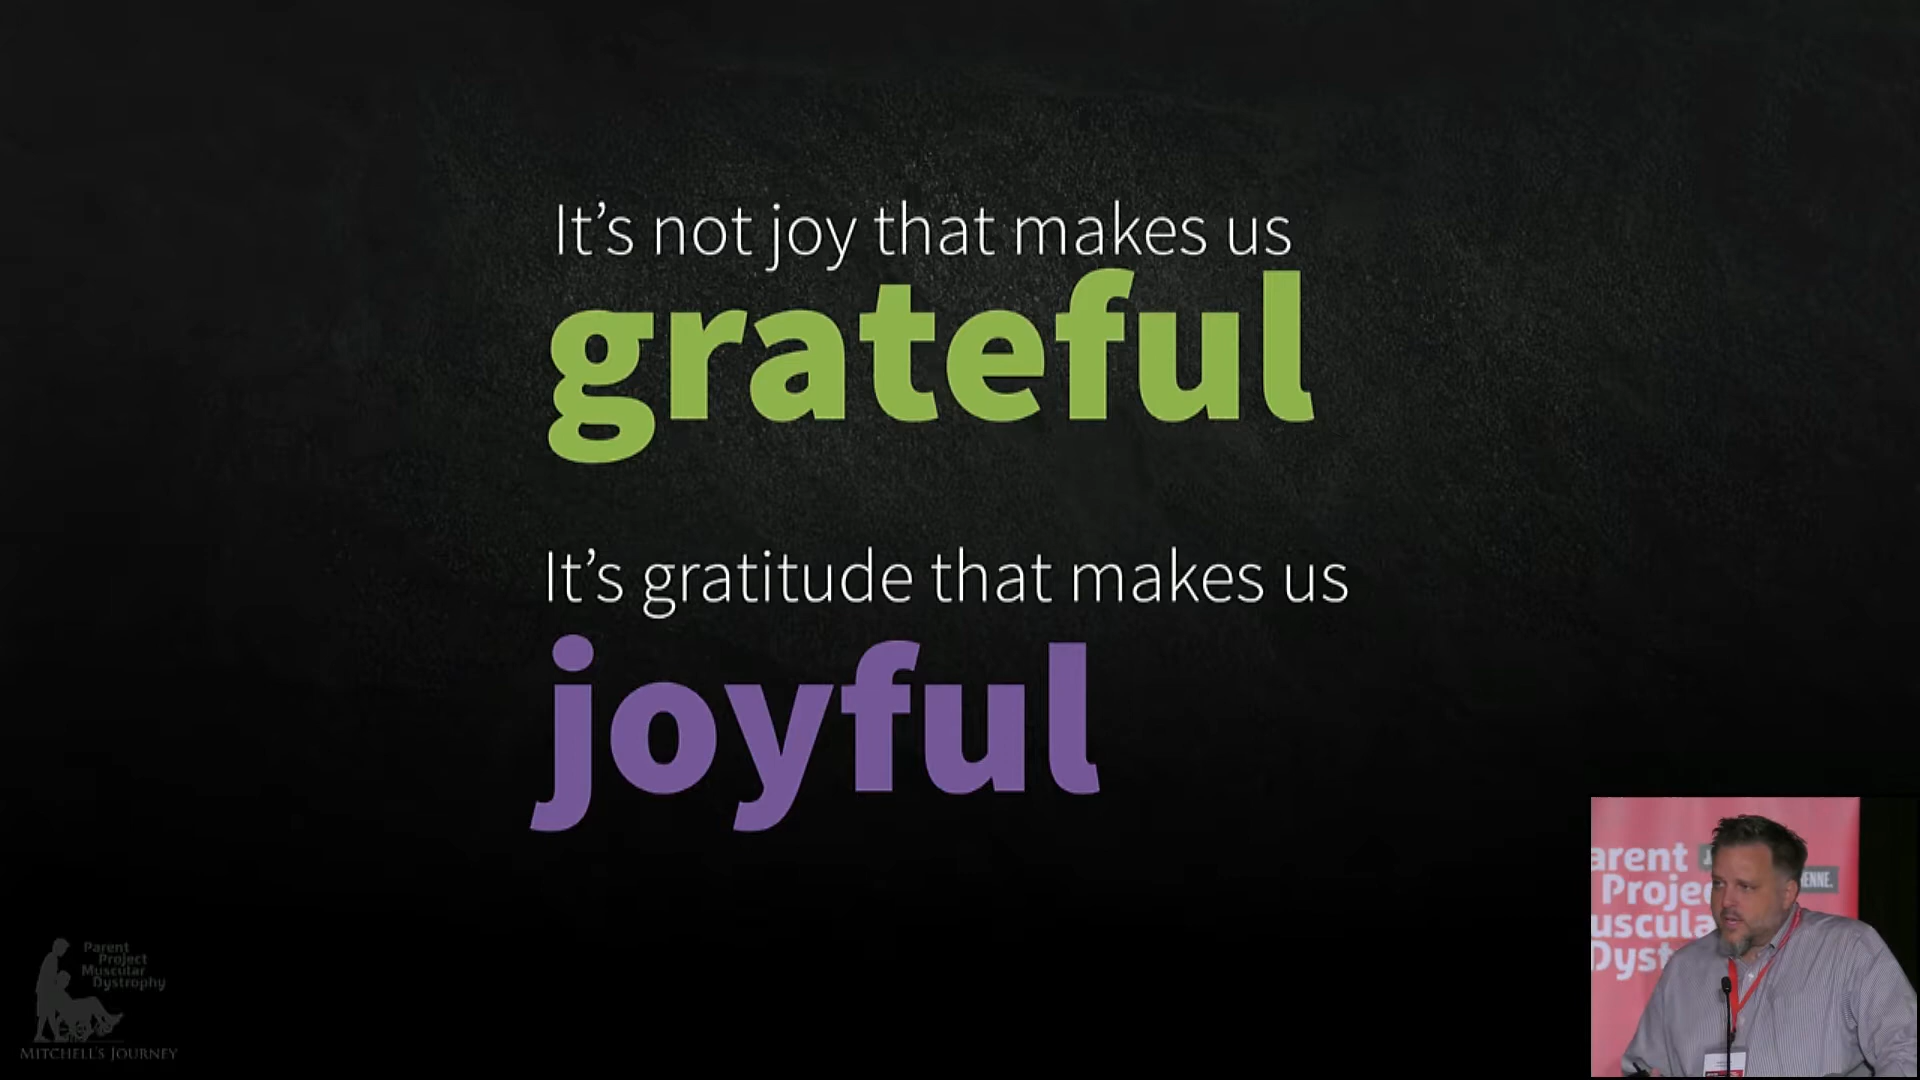 It’s not joy that makes us
grateful
It’s gratitude that makes us
joyful
Parent
Project
Muscular
Dystrophy
MITCHELL'S JOURNEY
arent
Projec
uscula
Dyst
ENNE.